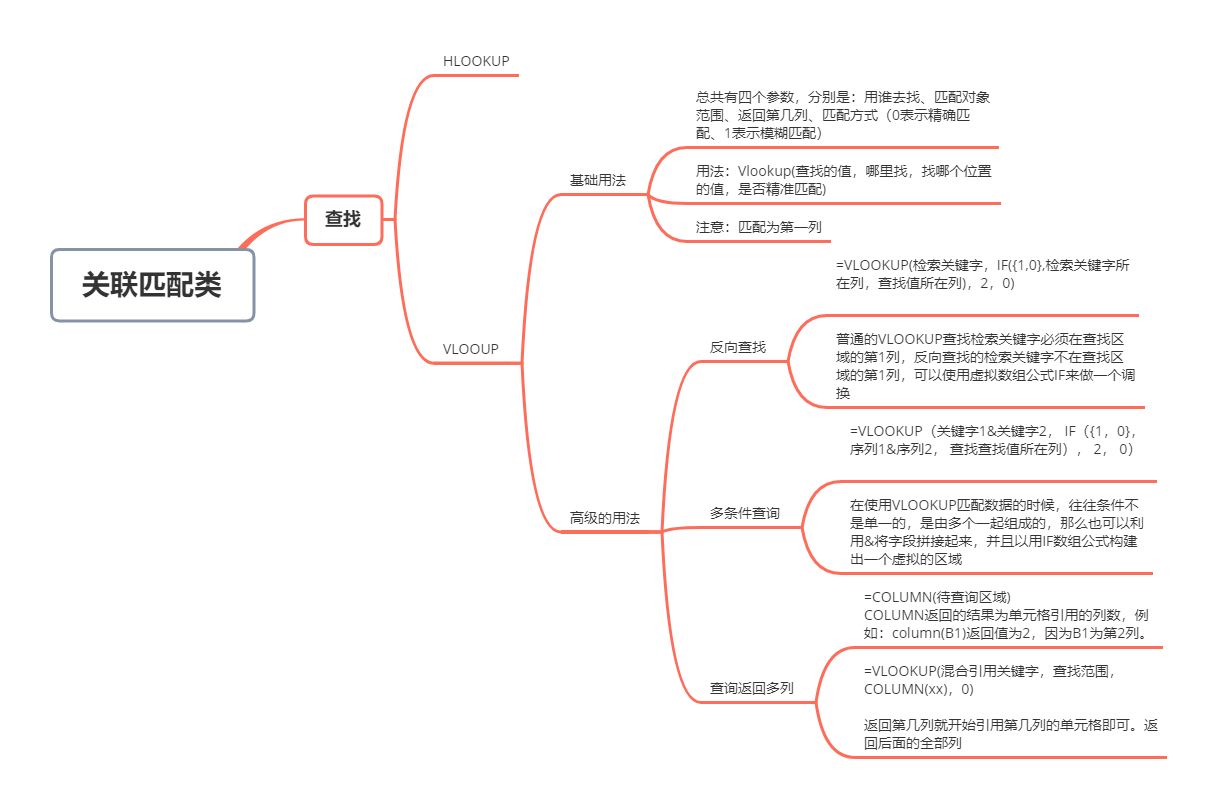 关联匹配类
查找
HLOOKUP
VLOOUP
基础用法
总共有四个参数，分别是：用谁去找、匹配对象
范围、返回第几列、匹配方式（0表示精确匹
配、1表示模糊匹配）
用法：Vlookup(查找的值，哪里找，找哪个位置
的值，是否精准匹配)
注意：匹配为第一列
高级的用法
反向查找
=VLOOKUP(检索关键字，IF({1,0},检索关键字所
在列，查找值所在列)，2，0)
普通的VLOOKUP查找检索关键字必须在查找区
域的第1列，反向查找的检索关键字不在查找区
域的第1列，可以使用虚拟数组公式IF来做一个调
换
多条件查询
=VLOOKUP（关键字1&关键字2， IF（{1，0}，
序列1&序列2， 查找查找值所在列）， 2， 0）
在使用VLOOKUP匹配数据的时候，往往条件不
是单一的，是由多个一起组成的，那么也可以利
用&将字段拼接起来，并且以用IF数组公式构建
出一个虚拟的区域
查询返回多列
=COLUMN(待查询区域)
COLUMN返回的结果为单元格引用的列数，例
如：column(B1)返回值为2，因为B1为第2列。
=VLOOKUP(混合引用关键字，查找范围，
COLUMN(xx)，0)
返回第几列就开始引用第几列的单元格即可。返
回后面的全部列